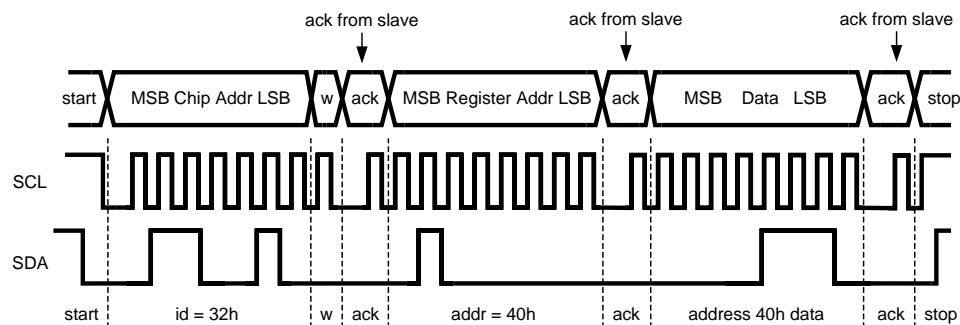 ack from slave ack from slave ack from slave
start MSB Chip Addr LSB w ack MSB Register Addr LSB ack MSB Data LSB ack stop
SCL
SDA
start id = 32h w ack addr = 40h ack address 40h data ack stop